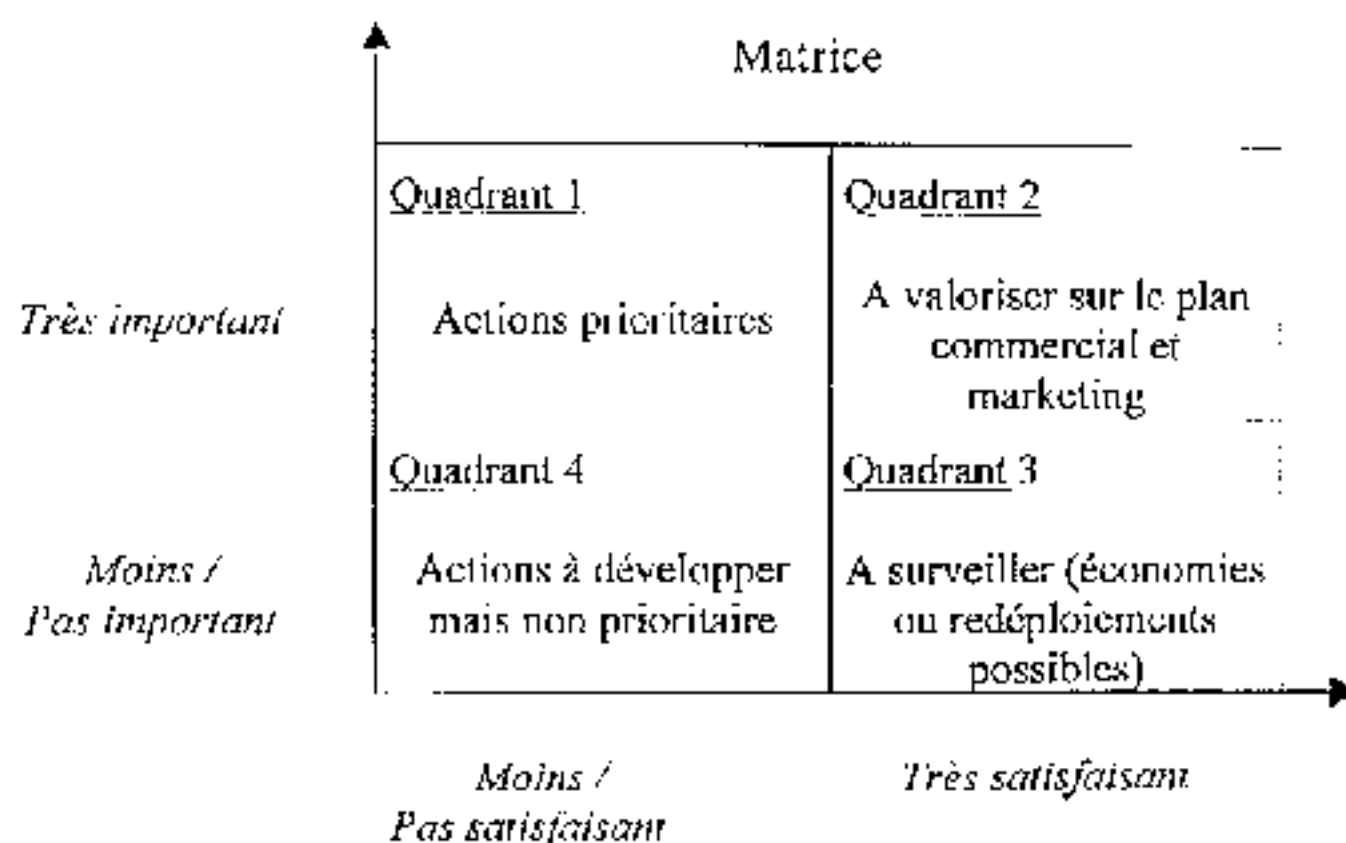 Matrice
Quadrant 1
Quadrant 2
Très important
Actions prioritaires
A valoriser sur le plan
commercial et
marketing
Quadrant 4
Quadrant 3
Moins /
Pas important
Actions à développer
mais non prioritaire
A surveiller (économies
ou redéploiements
possibles)
Moins /
Pas satisfaisant
Très satisfaisant